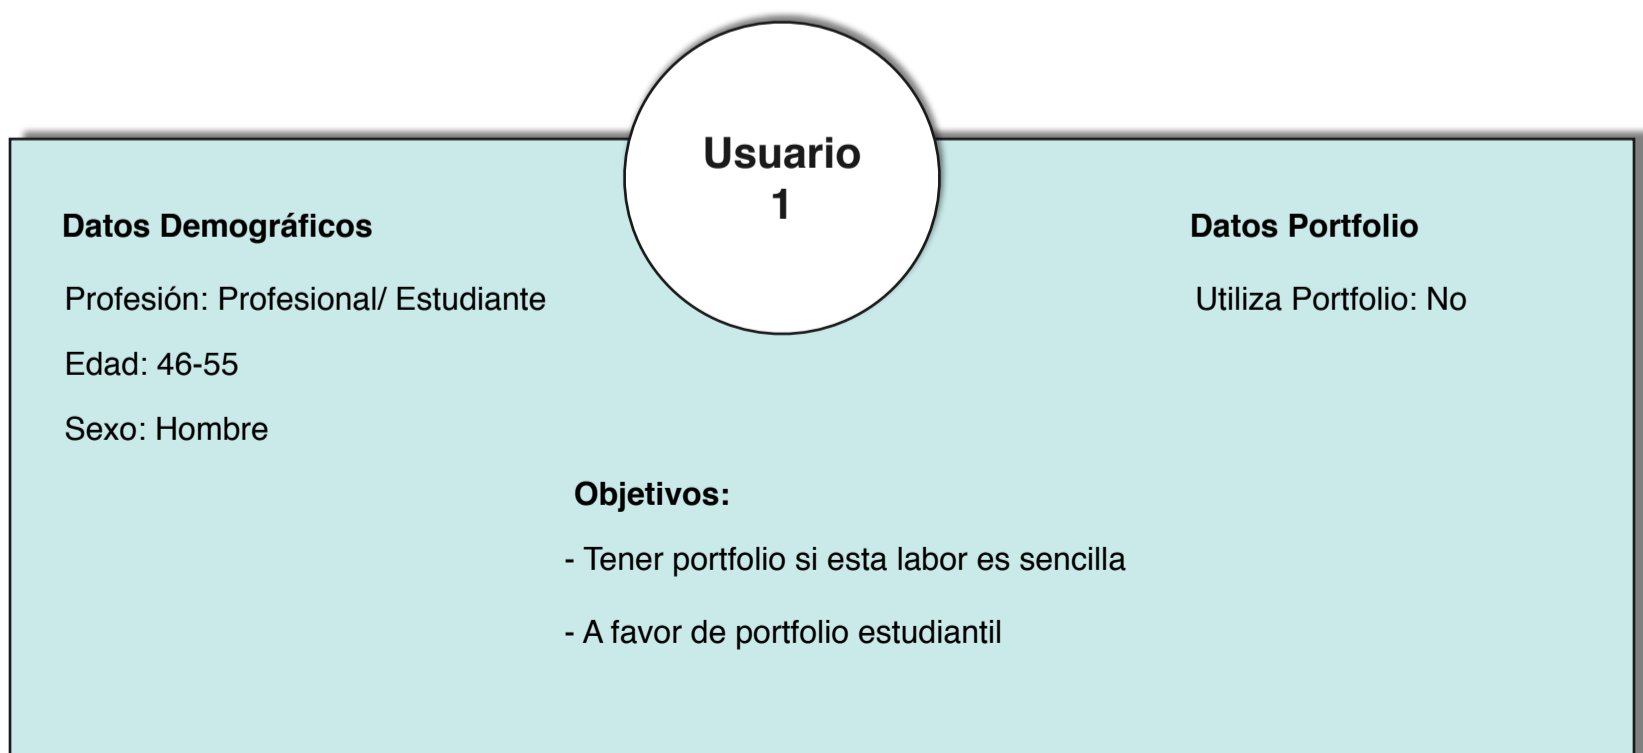 Usuario
1
Datos Demográficos
Profesión: Profesional/ Estudiante
Edad: 46-55
Sexo: Hombre
Datos Portfolio
Utiliza Portfolio: No
Objetivos:
- Tener portfolio si esta labor es sencilla
- A favor de portfolio estudiantil